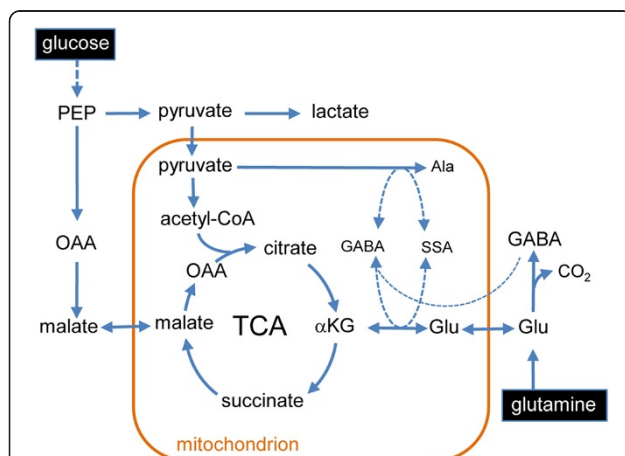 glucose
PEP pyruvate lactate
pyruvate Ala
acetyl-CoA
OAA citrate GABA SSA GABA
OAA CO₂
malate malate TCA αKG Glu Glu
succinate glutamine
mitochondrion